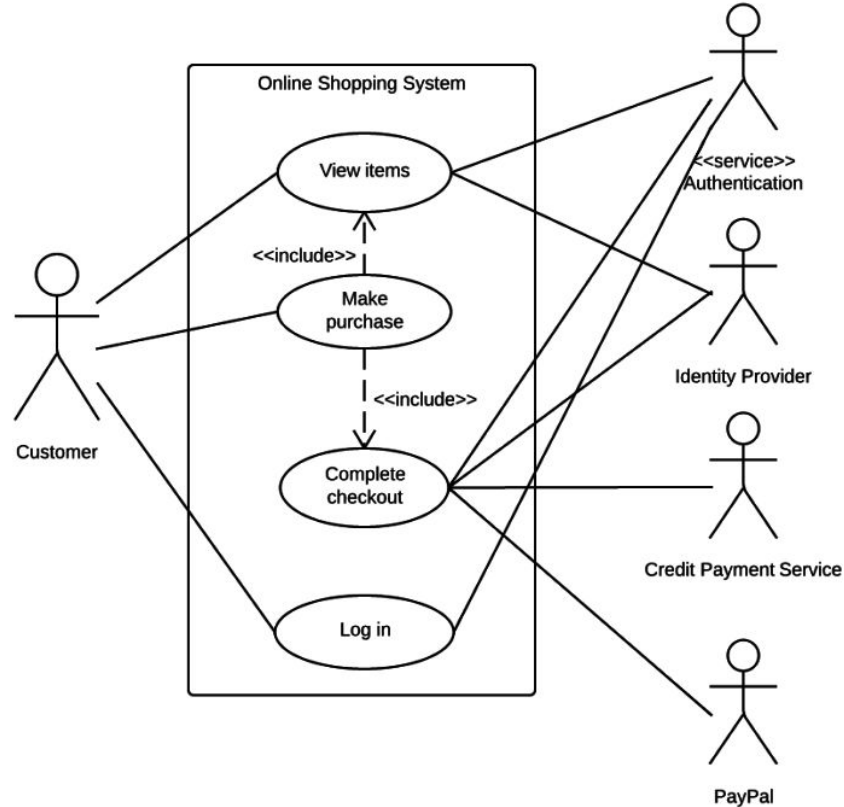 Online Shopping System
View items
<<service>>
Authentication
<<include>>
Make
purchase
Identity Provider
<<include>>
Customer
Complete
checkout
Credit Payment Service
Log in
PayPal